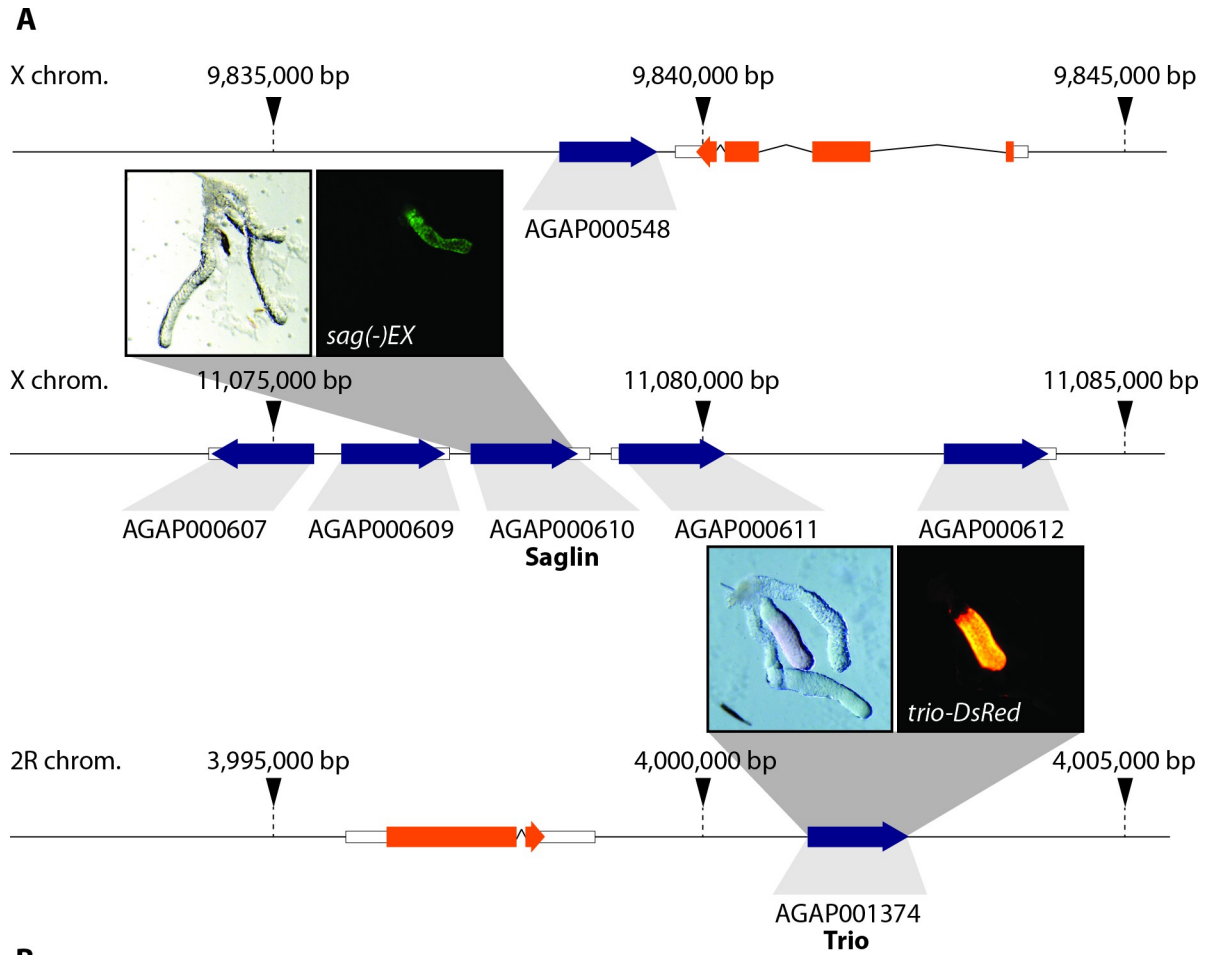 A
X chrom.
9,835,000 bp
9,840,000 bp
9,845,000 bp
AGAP000548
sag(-)EX
X chrom.
11,075,000 bp
11,080,000 bp
11,085,000 bp
AGAP000607
AGAP000609
AGAP000610
AGAP000611
AGAP000612
Saglin
trio-DsRed
2R chrom.
3,995,000 bp
4,000,000 bp
4,005,000 bp
AGAP001374
Trio